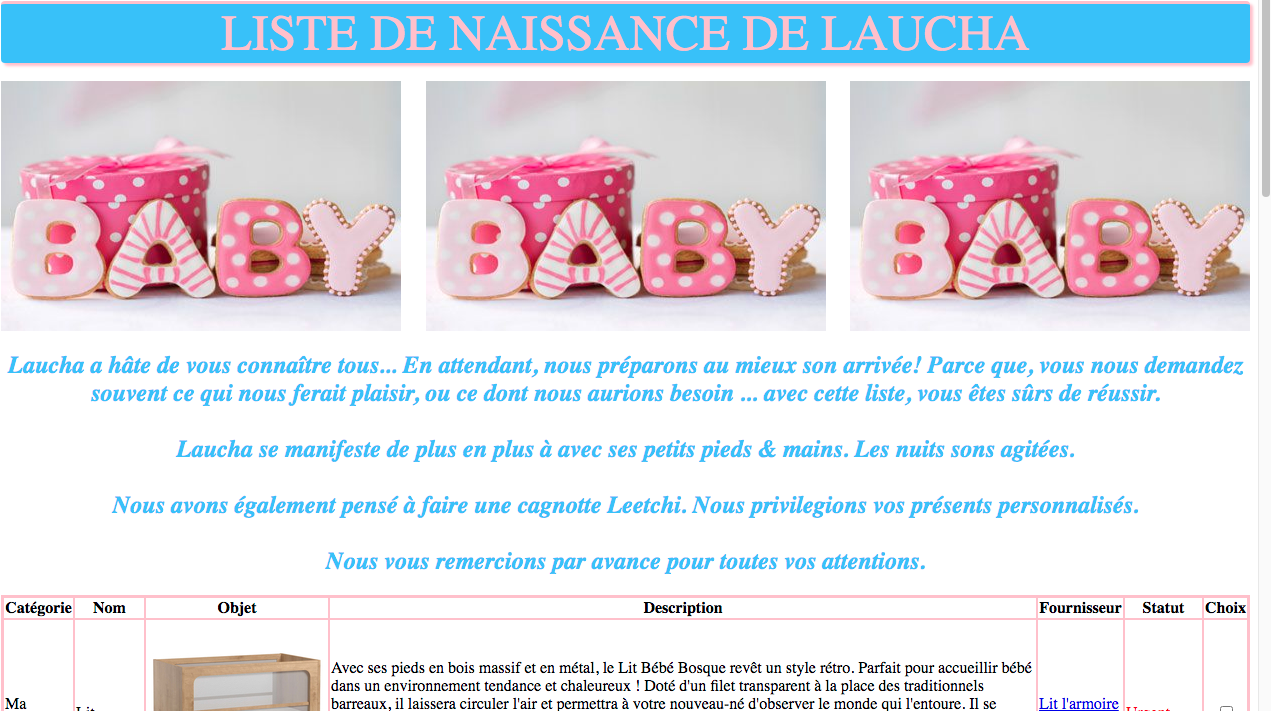 LISTE DE NAISSANCE DE LAUCHA
BABY BABY BABY
Laucha a hâte de vous connaître tous... En attendant, nous préparons au mieux son arrivée! Parce que, vous nous demandez
souvent ce qui nous ferait plaisir, ou ce dont nous aurions besoin ... avec cette liste, vous êtes sûrs de réussir.
Laucha se manifeste de plus en plus à avec ses petits pieds & mains. Les nuits sont agitées.
Nous avons également pensé à faire une cagnotte Leetchi. Nous privilegions vos présents personnalisés.
Nous vous remercions par avance pour toutes vos attentions.
Catégorie Nom Objet Description Fournisseur Statut Choix
Avec ses pieds en bois massif et en métal, le Lit Bébé Bosque revêt un style rétro. Parfait pour accueillir bébé
dans un environnement tendance et chaleureux ! Doté d'un filet transparent à la place des traditionnels
Ma barreaux, il laissera circuler l'air et permettra à votre nouveau-né d'observer le monde qui l'entoure. Il se Lit l'armoire
Lit Urgent